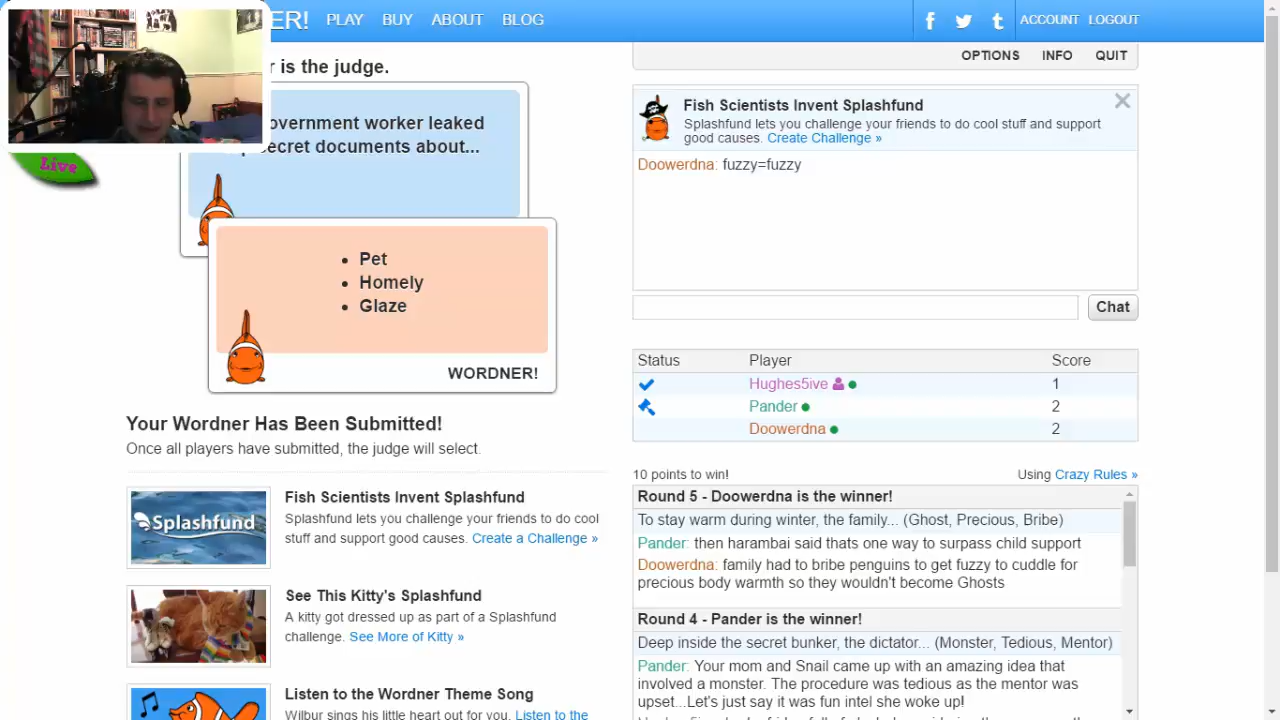 ER! PLAY BUY ABOUT BLOG ACCOUNT LOGOUT
r is the judge.
OPTIONS INFO QUIT
overnment worker leaked
secret documents about...
Live
Pet
Homely
Glaze
WORDNER!
Your Wordner Has Been Submitted!
Once all players have submitted, the judge will select.
Splashfund
Fish Scientists Invent Splashfund
Splashfund lets you challenge your friends to do cool
stuff and support good causes. Create a Challenge »
See This Kitty's Splashfund
A kitty got dressed up as part of a Splashfund
challenge. See More of Kitty »
Listen to the Wordner Theme Song
Wilbur sings his little heart out for you. Listen to the
Fish Scientists Invent Splashfund
Splashfund lets you challenge your friends to do cool stuff and support
good causes. Create Challenge »
Doowerdna: fuzzy=fuzzy
Chat
Status Player Score
Hughes5ive 1
Pander 2
Doowerdna 2
10 points to win! Using Crazy Rules »
Round 5 - Doowerdna is the winner!
To stay warm during winter, the family... (Ghost, Precious, Bribe)
Pander: then harambai said thats one way to surpass child support
Doowerdna: family had to bribe penguins to get fuzzy to cuddle for
precious body warmth so they wouldn't become Ghosts
Round 4 - Pander is the winner!
Deep inside the secret bunker, the dictator... (Monster, Tedious, Mentor)
Pander: Your mom and Snail came up with an amazing idea that
involved a monster. The procedure was tedious as the mentor was
upset...Let's just say it was fun intel she woke up!